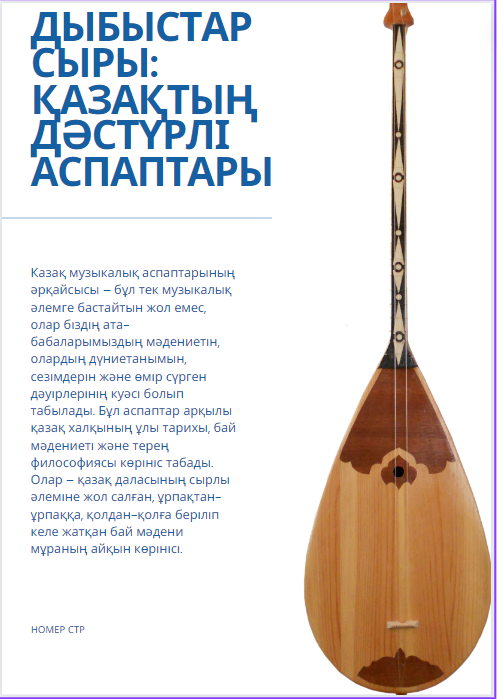 ДЫБЫСТАР
СЫРЫ:
ҚАЗАҚТЫҢ
ДӘСТҮРЛІ
АСПАПТАРЫ
Казақ музыкалық аспаптарының
әрқайсысы – бұл тек музыкалық
әлемге бастайтын жол емес,
олар біздің ата–
бабаларымыздың мәдениетін,
олардың дүниетанымын,
сезімдерін және өмір сүрген
дәуірлерінің куәсі болып
табылады. Бұл аспаптар арқылы
қазақ халқының ұлы тарихы, бай
мәдениеті және терең
философиясы көрініс табады.
Олар – қазақ даласының сырлы
әлеміне жол салған, ұрпақтан–
ұрпаққа, қолдан–қолға беріліп
келе жатқан бай мәдени
мұраның айқын көрінісі.
НОМЕР СТР